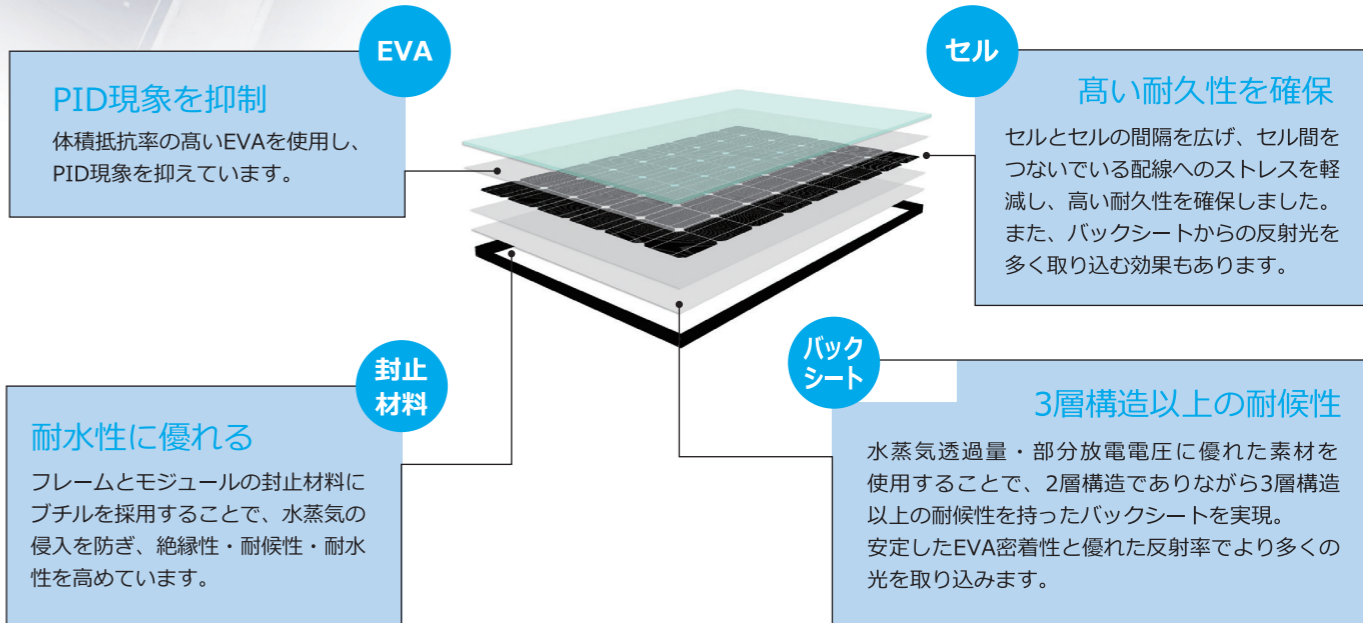 EVA
PID現象を抑制
体積抵抗率の髙いEVAを使用し、
PID現象を抑えています。
セル
髙い耐久性を確保
セルとセルの間隔を広げ、セル間を
つないでいる配線へのストレスを軽
減し、高い耐久性を確保しました。
また、バックシートからの反射光を
多く取り込む効果もあります。
封止
材料
耐水性に優れる
フレームとモジュールの封止材料に
ブチルを採用することで、水蒸気の
侵入を防ぎ、絶縁性・耐候性・耐水
性を高めています。
バック
シート
3層構造以上の耐候性
水蒸気透過量・部分放電電圧に優れた素材を
使用することで、2層構造でありながら3層構造
以上の耐候性を持ったバックシートを実現。
安定したEVA密着性と優れた反射率でより多くの
光を取り込みます。